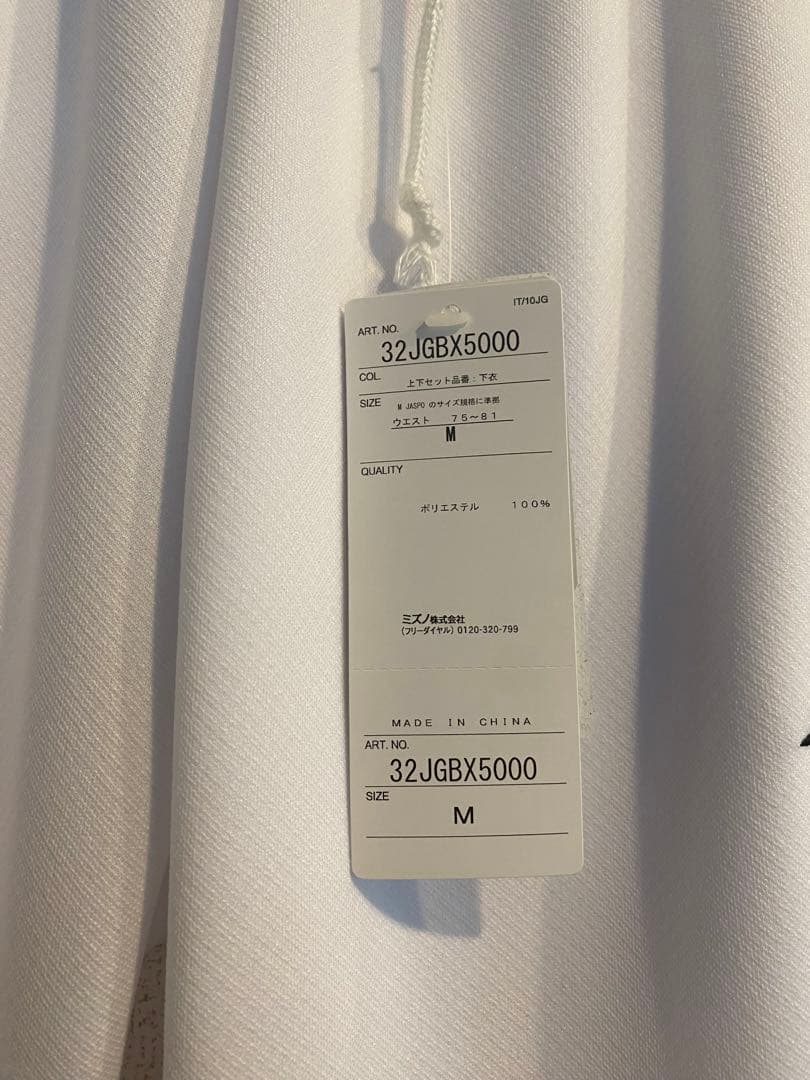 IT/10JG
ART. NO.
32JGBX5000
COL.
上下セット品番：下衣
SIZE
M JASPO のサイズ規格に準拠
ウエスト 75～81
M
QUALITY
ポリエステル 100%
ミズノ株式会社
(フリーダイヤル) 0120-320-799
MADE IN CHINA
ART. NO.
32JGBX5000
SIZE
M